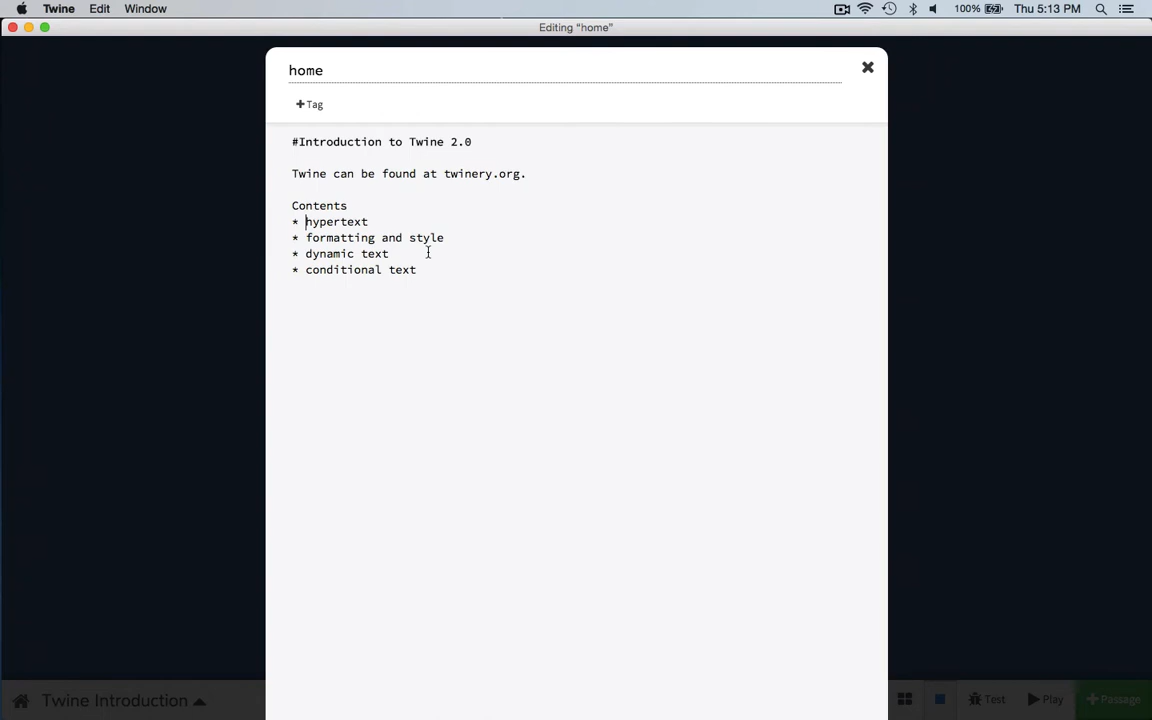 Twine Edit Window 100% Thu 5:13 PM
Editing “home”
home
+Tag
#Introduction to Twine 2.0
Twine can be found at twinery.org.
Contents
* hypertext
* formatting and style
* dynamic text
* conditional text
Twine Introduction Test Play +Passage